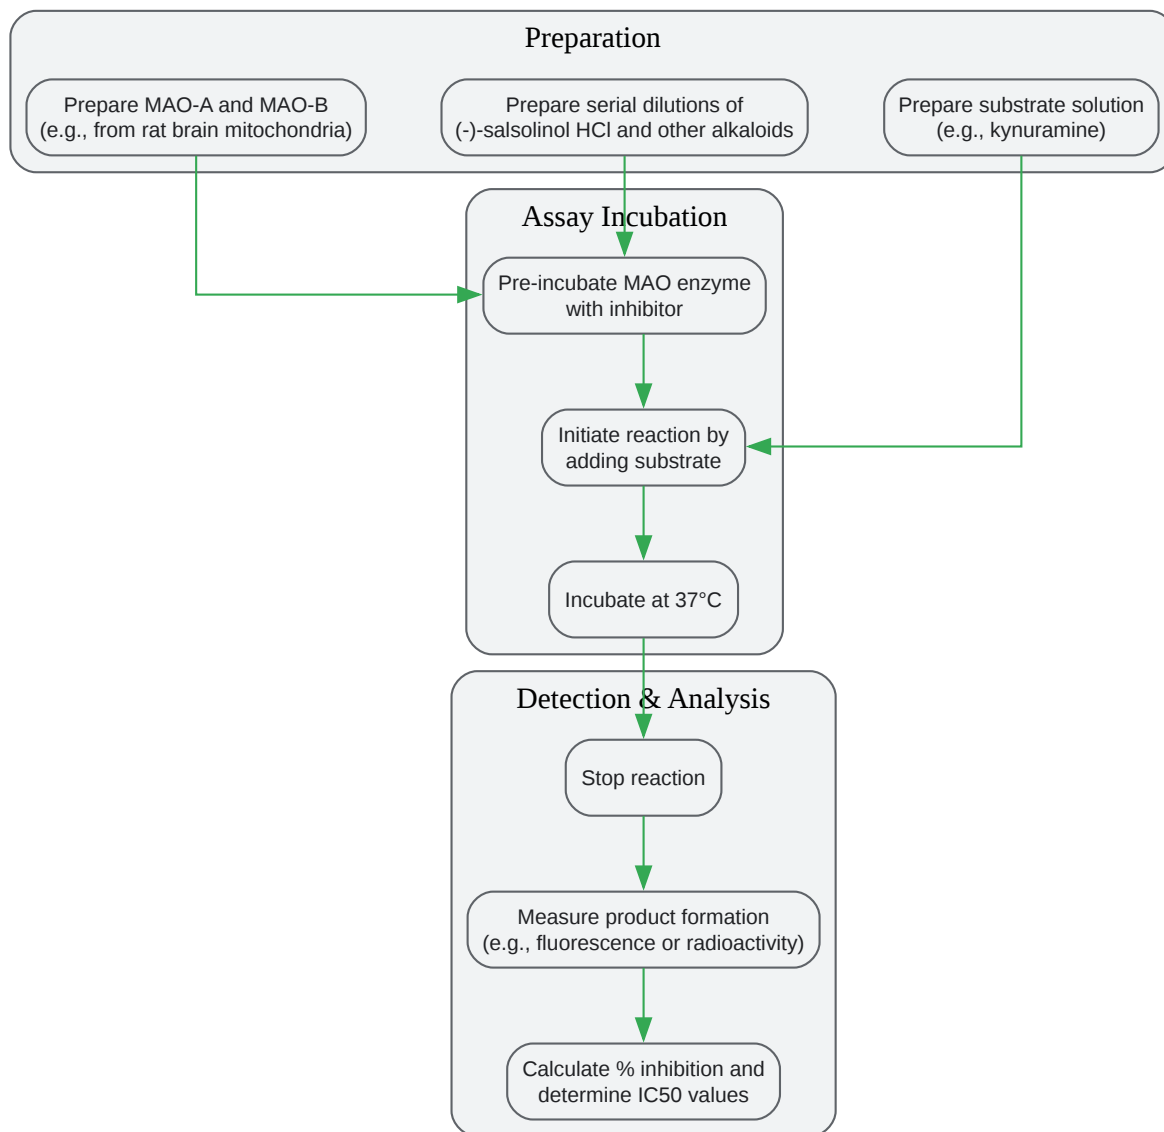 Preparation
Prepare MAO-A and MAO-B
(e.g., from rat brain mitochondria)
Prepare serial dilutions of
(-)-salsolinol HCl and other alkaloids
Prepare substrate solution
(e.g., kynuramine)
Assay Incubation
Pre-incubate MAO enzyme
with inhibitor
Initiate reaction by
adding substrate
Incubate at 37°C
Detection & Analysis
Stop reaction
Measure product formation
(e.g., fluorescence or radioactivity)
Calculate % inhibition and
determine IC50 values